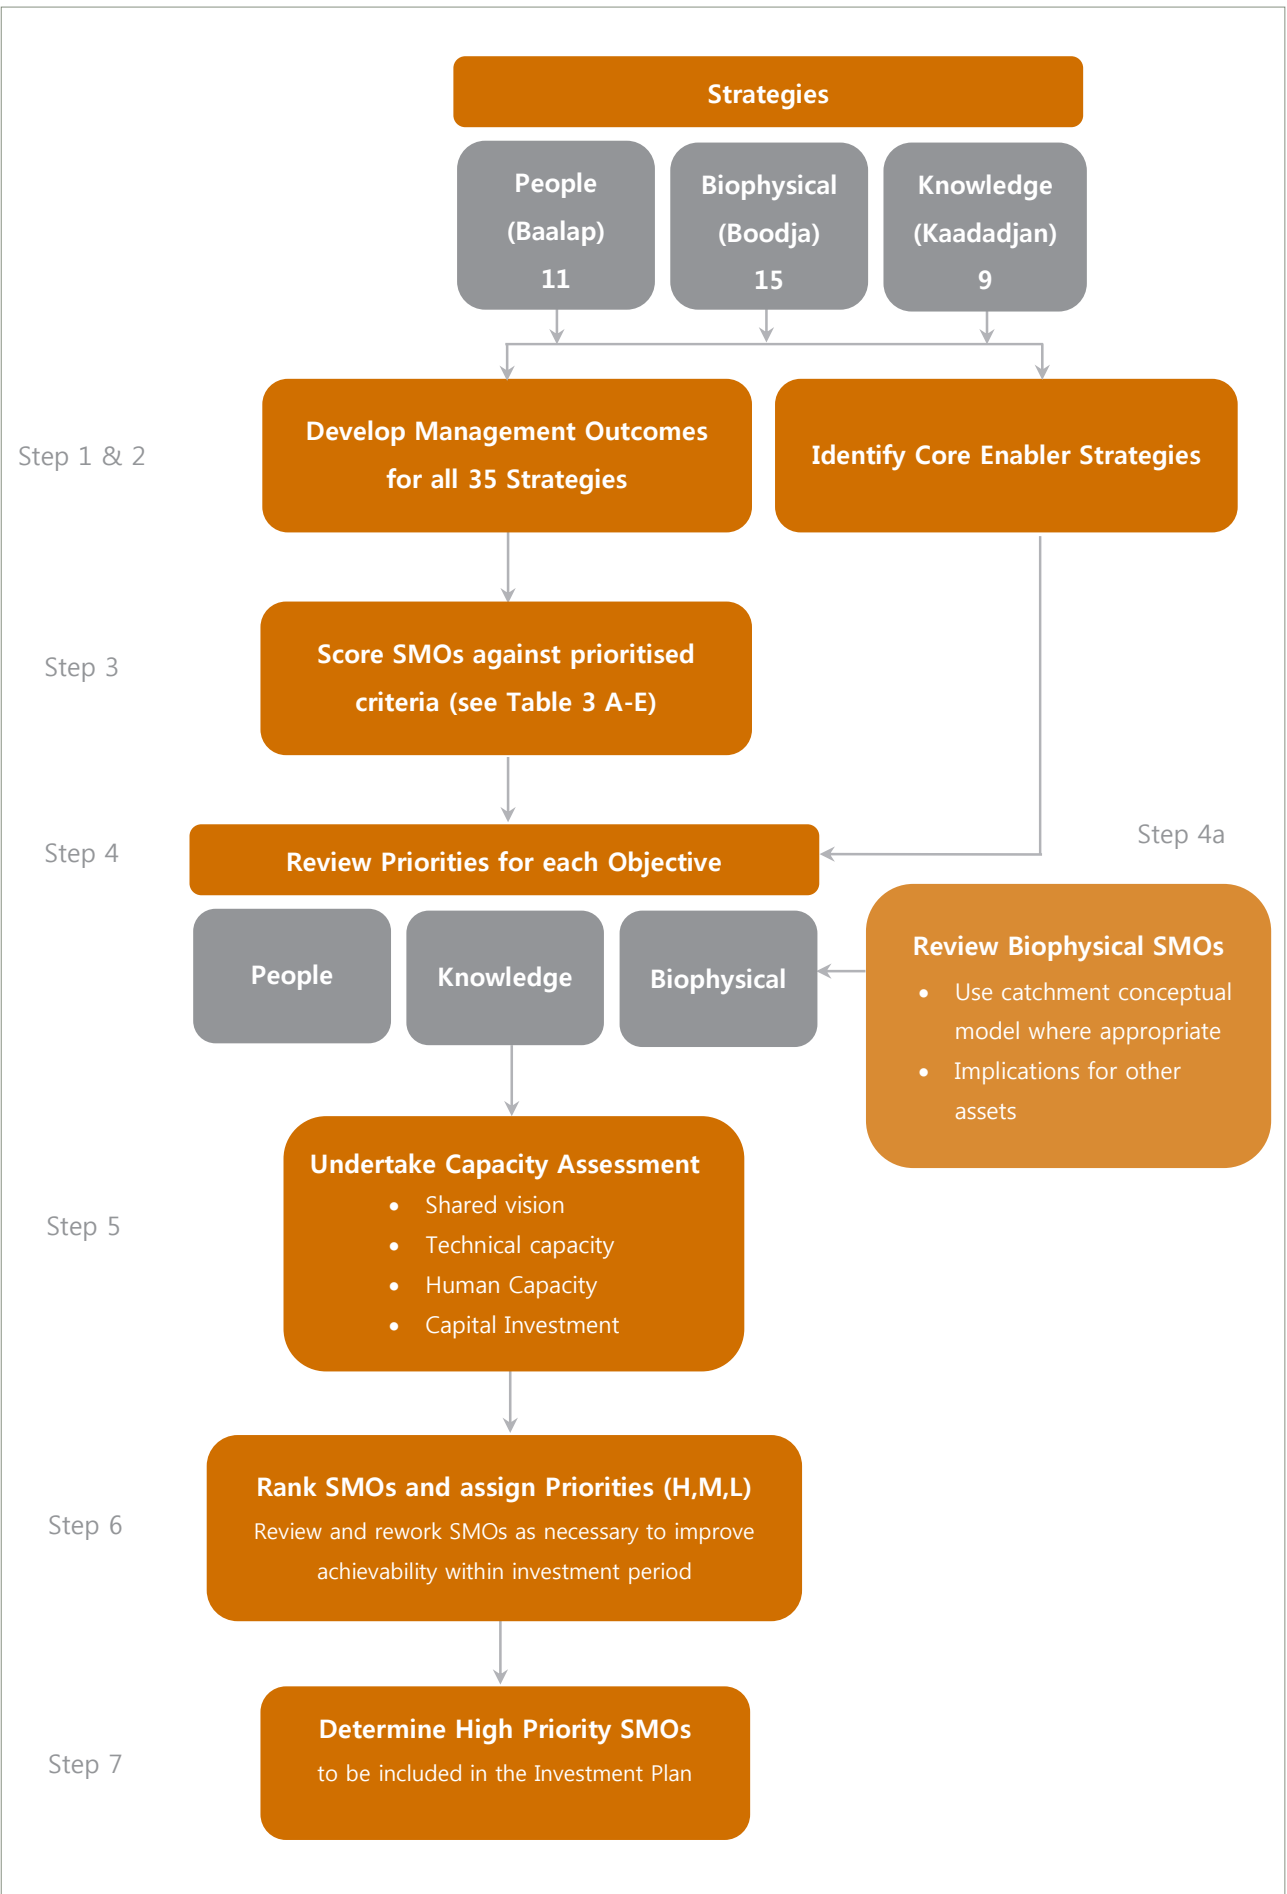 Strategies
People
(Baalap)
11
Biophysical
(Boodja)
15
Knowledge
(Kaadadjan)
9
Step 1 & 2
Develop Management Outcomes
for all 35 Strategies
Identify Core Enabler Strategies
Step 3
Score SMOs against prioritised
criteria (see Table 3 A-E)
Step 4
Review Priorities for each Objective
Step 4a
People
Knowledge
Biophysical
Review Biophysical SMOs
• Use catchment conceptual
model where appropriate
• Implications for other
assets
Step 5
Undertake Capacity Assessment
• Shared vision
• Technical capacity
• Human Capacity
• Capital Investment
Step 6
Rank SMOs and assign Priorities (H,M,L)
Review and rework SMOs as necessary to improve
achievability within investment period
Step 7
Determine High Priority SMOs
to be included in the Investment Plan